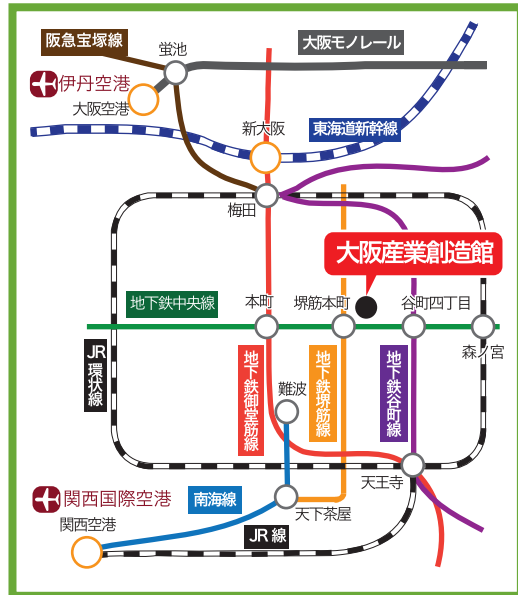 阪急宝塚線
蛍池
大阪モノレール
伊丹空港
大阪空港
新大阪
東海道新幹線
梅田
大阪産業創造館
地下鉄中央線
本町
堺筋本町
谷町四丁目
森ノ宮
JR環状線
地下鉄御堂筋線
地下鉄堺筋線
地下鉄谷町線
難波
天王寺
関西国際空港
南海線
関西空港
天下茶屋
JR線